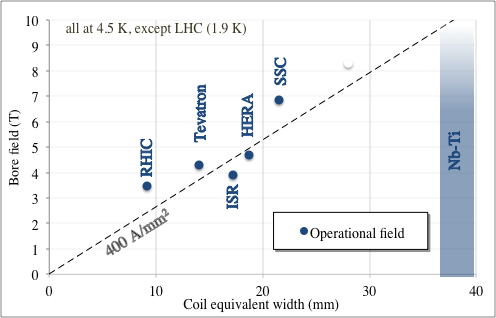 all at 4.5 K, except LHC (1.9 K)
10
9
8
7
6
5
4
3
2
1
0
Bore field (T)
RHIC
Tevatron
ISR
HERA
SSC
Nb-Ti
400 A/mm²
Operational field
0
10
20
30
40
Coil equivalent width (mm)